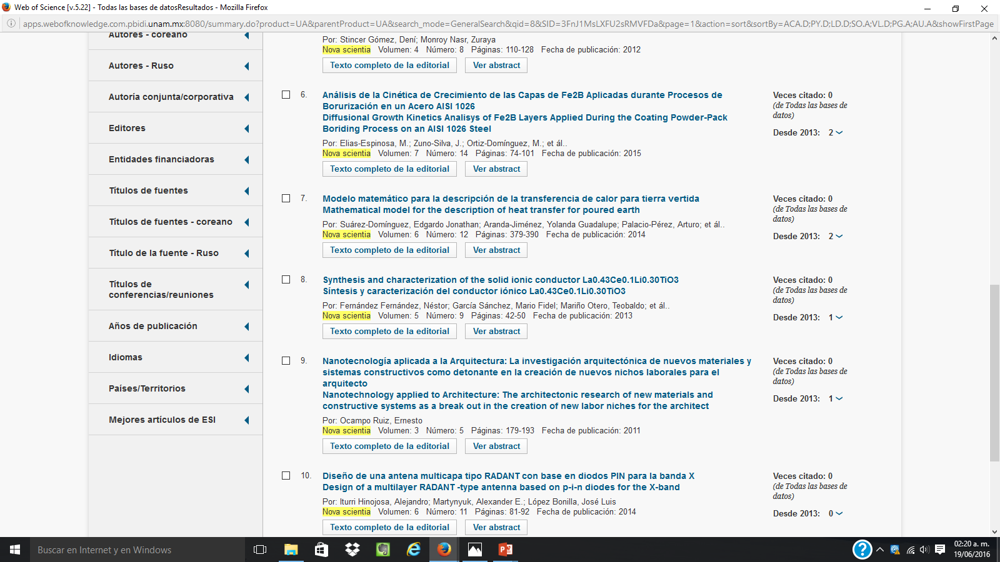 Web of Science [v.5.22] - Todas las bases de datosResultados - Mozilla Firefox
apps.webofknowledge.com.pbidi.unam.mx:8080/summary.do?product=UA&parentProduct=UA&search_mode=GeneralSearch&qid=8&SID=3FnJ1MsLXFU2sRMVFDa&page=1&action=sort&sortBy=ACA.D;PY.D;LD.D;SO.A;VL.D;PG.A;AU.A&showFirstPage
Autores - coreano
Autores - Ruso
Autoría conjunta/corporativa
Editores
Entidades financiadoras
Títulos de fuentes
Títulos de fuentes - coreano
Título de la fuente - Ruso
Títulos de
conferencias/reuniones
Años de publicación
Idiomas
Países/Territorios
Mejores artículos de ESI
Por: Stincer Gómez, Dení; Monroy Nasr, Zuraya
Nova scientia Volumen: 4 Número: 8 Páginas: 110-128 Fecha de publicación: 2012
Texto completo de la editorial Ver abstract
6. Análisis de la Cinética de Crecimiento de las Capas de Fe2B Aplicadas durante Procesos de
Borurización en un Acero AISI 1026
Diffusional Growth Kinetics Analisys of Fe2B Layers Applied During the Coating Powder-Pack
Boriding Process on an AISI 1026 Steel
Por: Elias-Espinosa, M.; Zuno-Silva, J.; Ortiz-Domínguez, M.; et ál..
Nova scientia Volumen: 7 Número: 14 Páginas: 74-101 Fecha de publicación: 2015
Texto completo de la editorial Ver abstract
Veces citado: 0
(de Todas las bases de
datos)
Desde 2013: 2
7. Modelo matemático para la descripción de la transferencia de calor para tierra vertida
Mathematical model for the description of heat transfer for poured earth
Por: Suárez-Domínguez, Edgardo Jonathan; Aranda-Jiménez, Yolanda Guadalupe; Palacio-Pérez, Arturo; et ál..
Nova scientia Volumen: 6 Número: 12 Páginas: 379-390 Fecha de publicación: 2014
Texto completo de la editorial Ver abstract
Veces citado: 0
(de Todas las bases de
datos)
Desde 2013: 2
8. Synthesis and characterization of the solid ionic conductor La0.43Ce0.1Li0.30TiO3
Síntesis y caracterización del conductor iónico La0.43Ce0.1Li0.30TiO3
Por: Fernández Fernández, Néstor; García Sánchez, Mario Fidel; Mariño Otero, Teobaldo; et ál..
Nova scientia Volumen: 5 Número: 9 Páginas: 42-50 Fecha de publicación: 2013
Texto completo de la editorial Ver abstract
Veces citado: 0
(de Todas las bases de
datos)
Desde 2013: 1
9. Nanotecnología aplicada a la Arquitectura: La investigación arquitectónica de nuevos materiales y
sistemas constructivos como detonante en la creación de nuevos nichos laborales para el
arquitecto
Nanotechnology applied to Architecture: The architectonic research of new materials and
constructive systems as a break out in the creation of new labor niches for the architect
Por: Ocampo Ruiz, Ernesto
Nova scientia Volumen: 3 Número: 5 Páginas: 179-193 Fecha de publicación: 2011
Texto completo de la editorial Ver abstract
Veces citado: 0
(de Todas las bases de
datos)
Desde 2013: 1
10. Diseño de una antena multicapa tipo RADANT con base en diodos PIN para la banda X
Design of a multilayer RADANT -type antenna based on p-i-n diodes for the X-band
Por: Iturri Hinojosa, Alejandro; Martynyuk, Alexander E.; López Bonilla, José Luis
Nova scientia Volumen: 6 Número: 11 Páginas: 81-92 Fecha de publicación: 2014
Texto completo de la editorial Ver abstract
Veces citado: 0
(de Todas las bases de
datos)
Desde 2013: 0
Buscar en Internet y en Windows
02:20 a. m.
19/06/2016